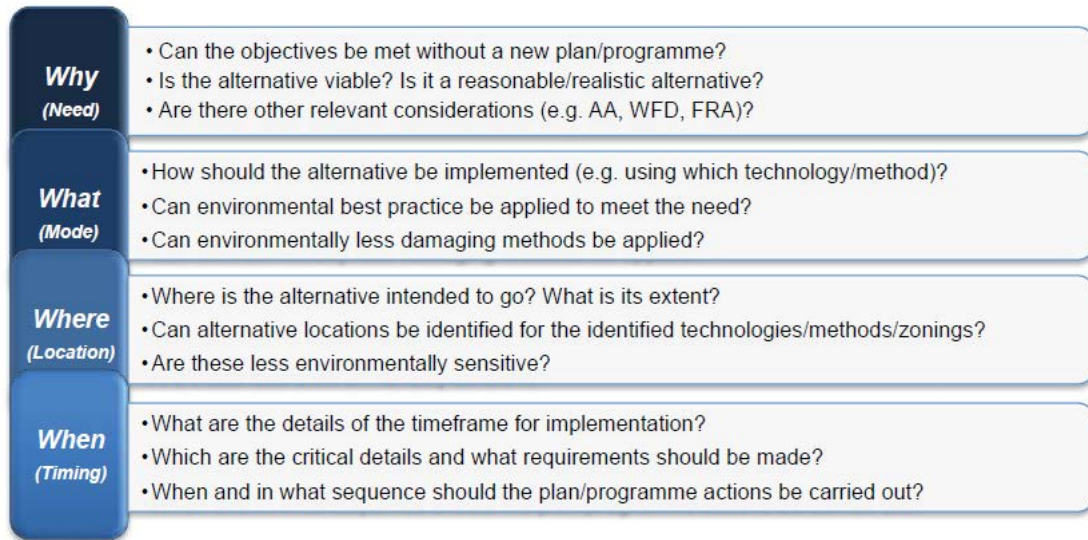 Why
(Need)
• Can the objectives be met without a new plan/programme?
• Is the alternative viable? Is it a reasonable/realistic alternative?
• Are there other relevant considerations (e.g. AA, WFD, FRA)?
What
(Mode)
• How should the alternative be implemented (e.g. using which technology/method)?
• Can environmental best practice be applied to meet the need?
• Can environmentally less damaging methods be applied?
Where
(Location)
• Where is the alternative intended to go? What is its extent?
• Can alternative locations be identified for the identified technologies/methods/zonings?
• Are these less environmentally sensitive?
When
(Timing)
• What are the details of the timeframe for implementation?
• Which are the critical details and what requirements should be made?
• When and in what sequence should the plan/programme actions be carried out?